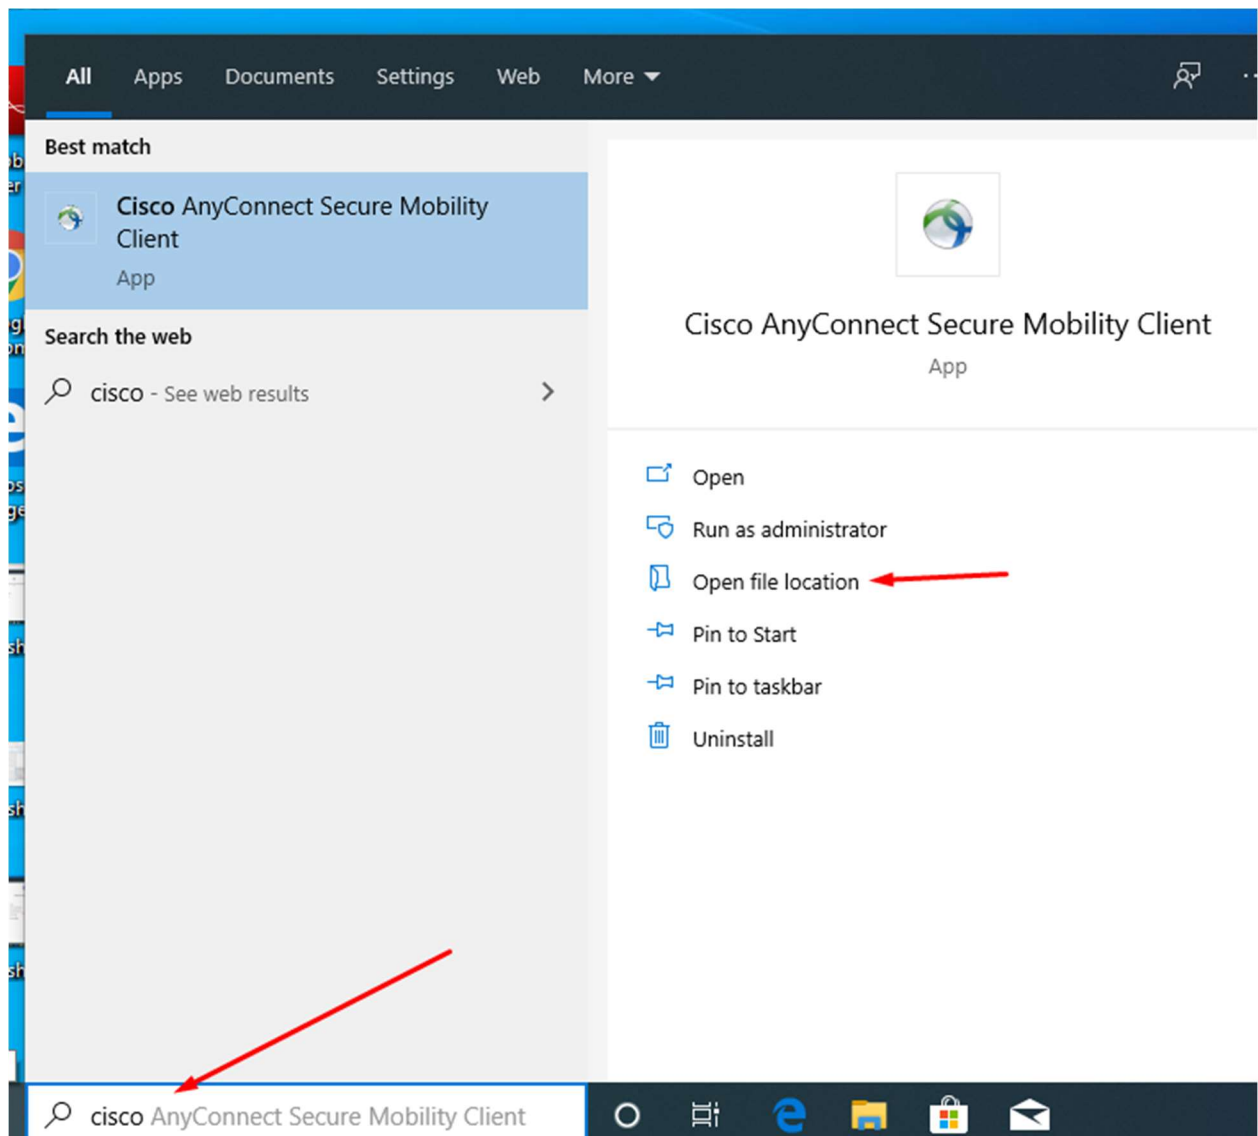 All Apps Documents Settings Web More
Best match
Cisco AnyConnect Secure Mobility
Client
App
Search the web
cisco - See web results
Cisco AnyConnect Secure Mobility Client
App
Open
Run as administrator
Open file location
Pin to Start
Pin to taskbar
Uninstall
cisco AnyConnect Secure Mobility Client